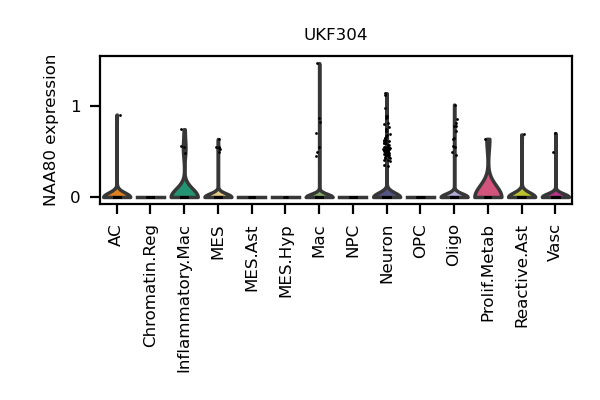 UKF304
NAA80 expression
1
0
AC
Chromatin.Reg
Inflammatory.Mac
MES
MES.Ast
MES.Hyp
Mac
NPC
Neuron
OPC
Oligo
Prolif.Metab
Reactive.Ast
Vasc